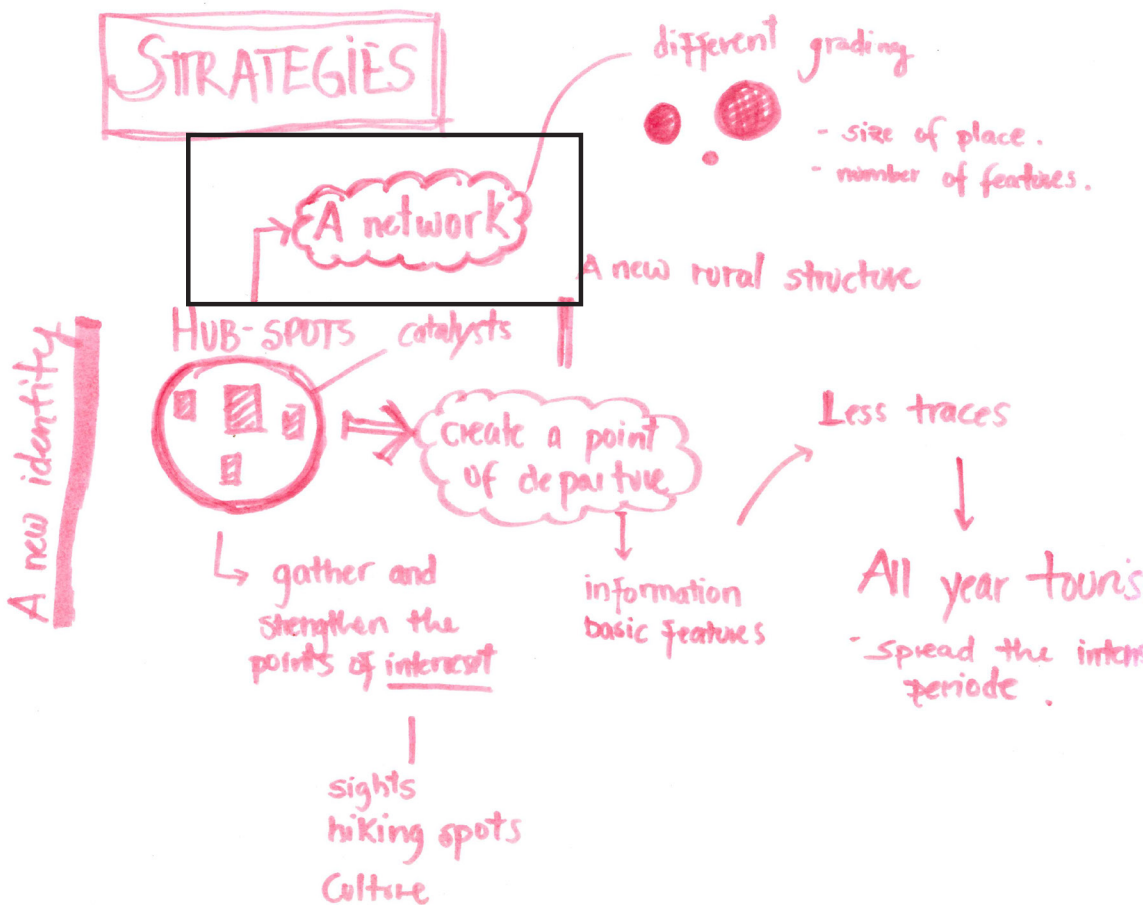 STRATEGIES
different grading
- size of place.
- number of features.
A network
A new rural structure
HUB-SPOTS
catalysts
A new identity
create a point
of departure
Less traces
gather and
strengthen the
points of interest
information
basic features
All year touris
- spread the intens
periode.
sights
hiking spots
Culture